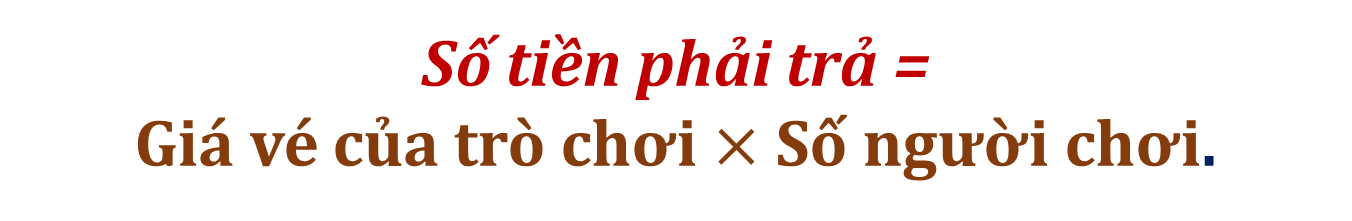 Số tiền phải trả =
Giá vé của trò chơi × Số người chơi.